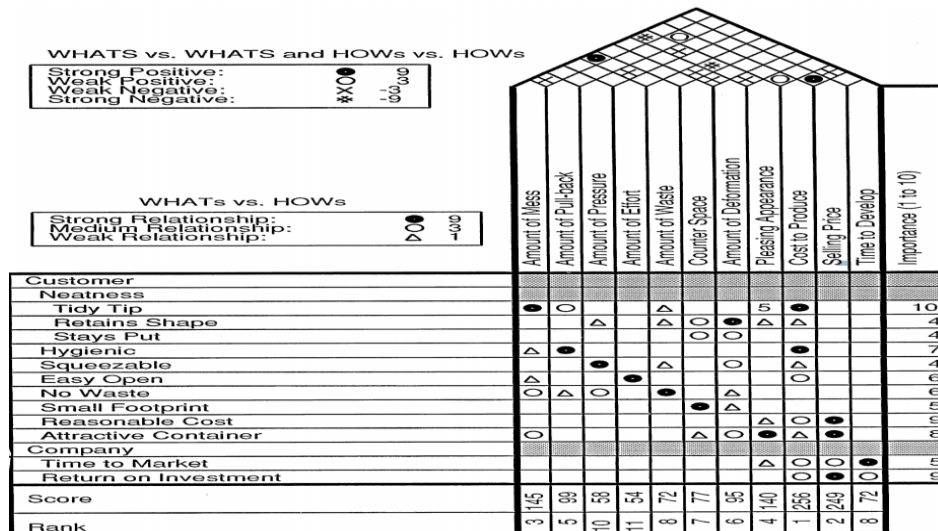 WHATS vs. WHATS and HOWs vs. HOWs
Strong Positive: 9
Weak Positive: 3
Weak Negative: X -3
Strong Negative: * -9
WHATs vs. HOWs
Strong Relationship: 9
Medium Relationship: 3
Weak Relationship: 1
Amount of Mess
Amount of Pull-back
Amount of Pressure
Amount of Effort
Amount of Waste
Counter Space
Amount of Deformation
Pleasing Appearance
Cost to Produce
Selling Price
Time to Develop
Importance (1 to 10)
Customer
Neatness
Tidy Tip 5 10
Retains Shape 4
Stays Put 4
Hygienic 7
Squeezable 4
Easy Open 6
No Waste 6
Small Footprint 5
Reasonable Cost 9
Attractive Container 8
Company
Time to Market 5
Return on Investment 9
Score 145 99 58 54 72 77 95 140 256 249 72
Rank 3 5 10 11 8 7 6 4 1 2 8